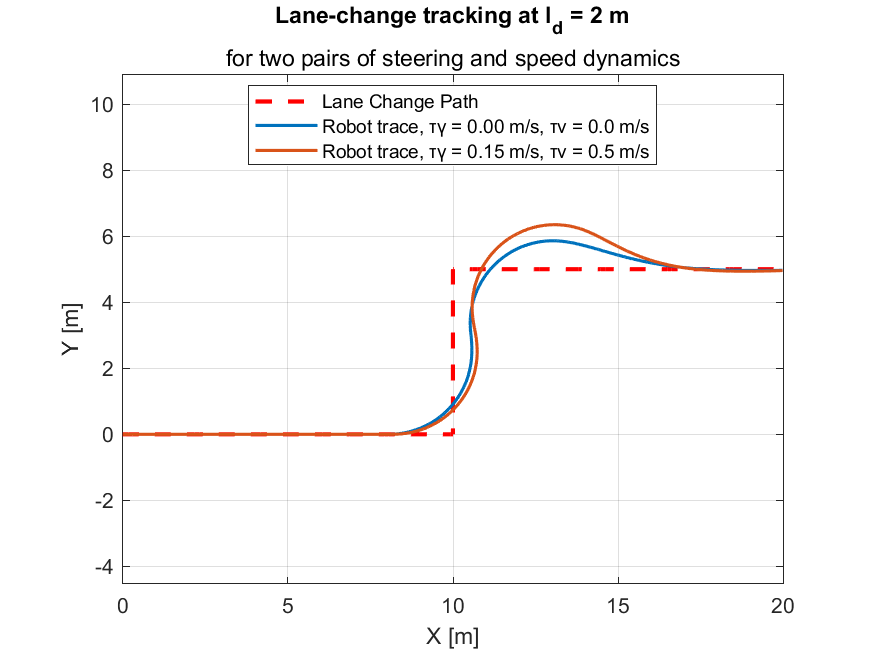 Lane-change tracking at l_d = 2 m
for two pairs of steering and speed dynamics
Lane Change Path
Robot trace, τγ = 0.00 m/s, τv = 0.0 m/s
Robot trace, τγ = 0.15 m/s, τv = 0.5 m/s
10
8
6
4
2
0
-2
-4
Y [m]
0 5 10 15 20
X [m]